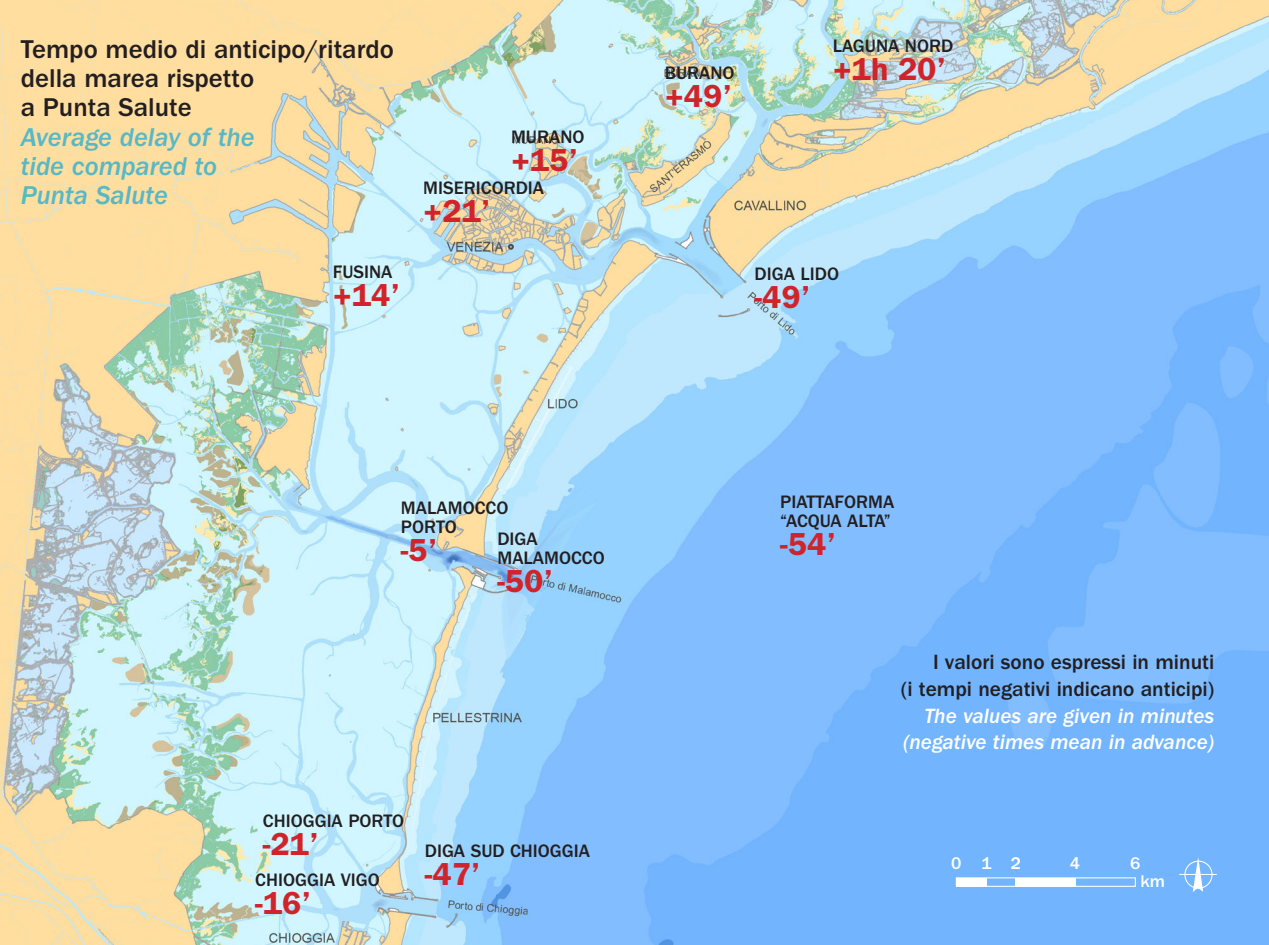 Tempo medio di anticipo/ritardo
della marea rispetto
a Punta Salute
Average delay of the
tide compared to
Punta Salute
LAGUNA NORD
+1h 20’
BURANO
+49’
MURANO
+15’
SANT'ERASMO
MISERICORDIA
+21’
CAVALLINO
VENEZIA
FUSINA
+14’
DIGA LIDO
-49’
Porto di Lido
LIDO
MALAMOCCO
PORTO
-5’
DIGA
MALAMOCCO
-50’
Porto di Malamocco
PIATTAFORMA
“ACQUA ALTA”
-54’
I valori sono espressi in minuti
(i tempi negativi indicano anticipi)
The values are given in minutes
(negative times mean in advance)
PELLESTRINA
CHIOGGIA PORTO
-21’
DIGA SUD CHIOGGIA
-47’
CHIOGGIA VIGO
-16’
Porto di Chioggia
CHIOGGIA
0 1 2 4 6
km